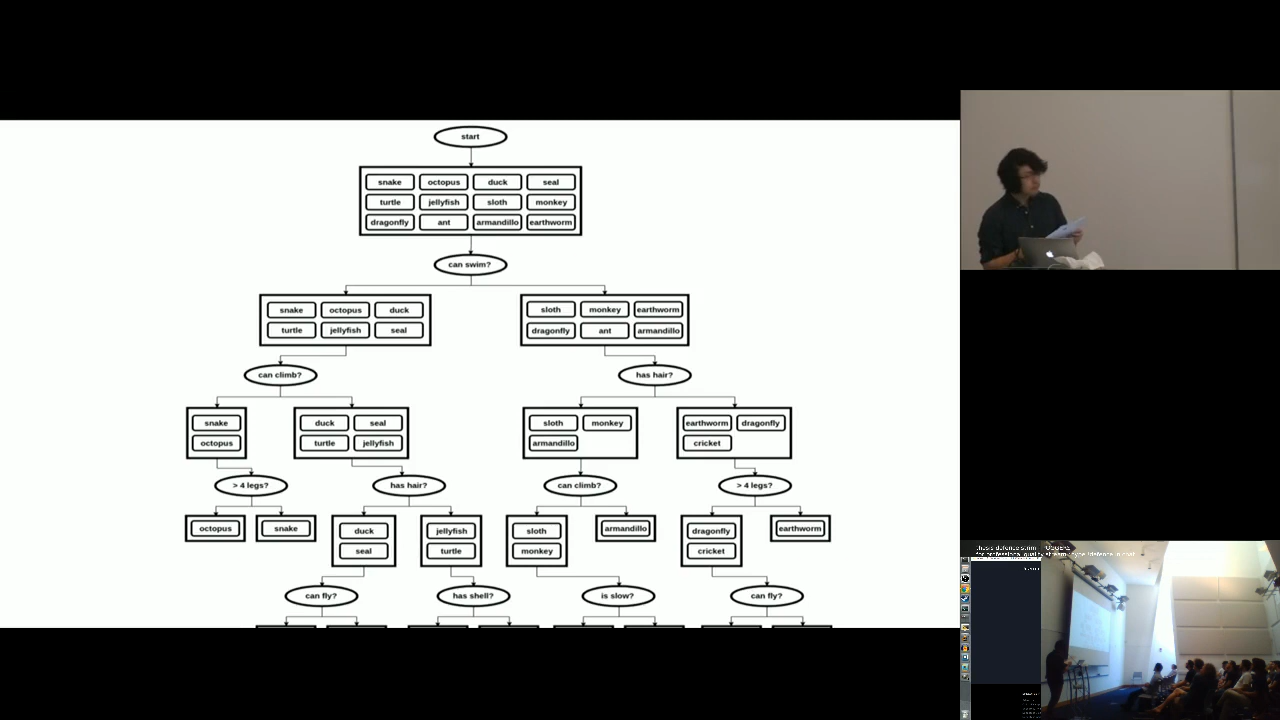 start
snake octopus duck seal
turtle jellyfish sloth monkey
dragonfly ant armandillo earthworm
can swim?
snake octopus duck
turtle jellyfish seal
sloth monkey earthworm
dragonfly ant armandillo
can climb?
has hair?
snake
octopus
duck seal
turtle jellyfish
sloth monkey
armandillo
earthworm dragonfly
cricket
> 4 legs?
has hair?
can climb?
> 4 legs?
octopus
snake
duck
seal
jellyfish
turtle
sloth
monkey
armandillo
dragonfly
cricket
earthworm
can fly?
has shell?
is slow?
can fly?